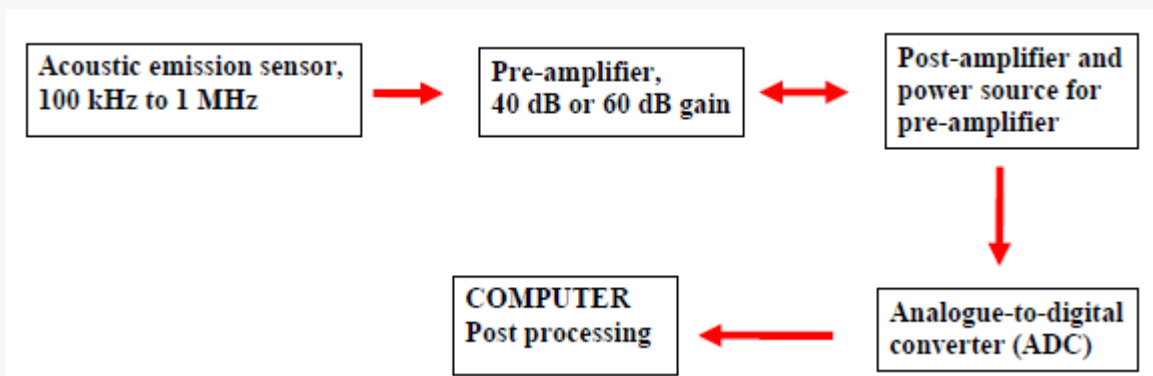 Acoustic emission sensor,
100 kHz to 1 MHz
Pre-amplifier,
40 dB or 60 dB gain
Post-amplifier and
power source for
pre-amplifier
Analogue-to-digital
converter (ADC)
COMPUTER
Post processing